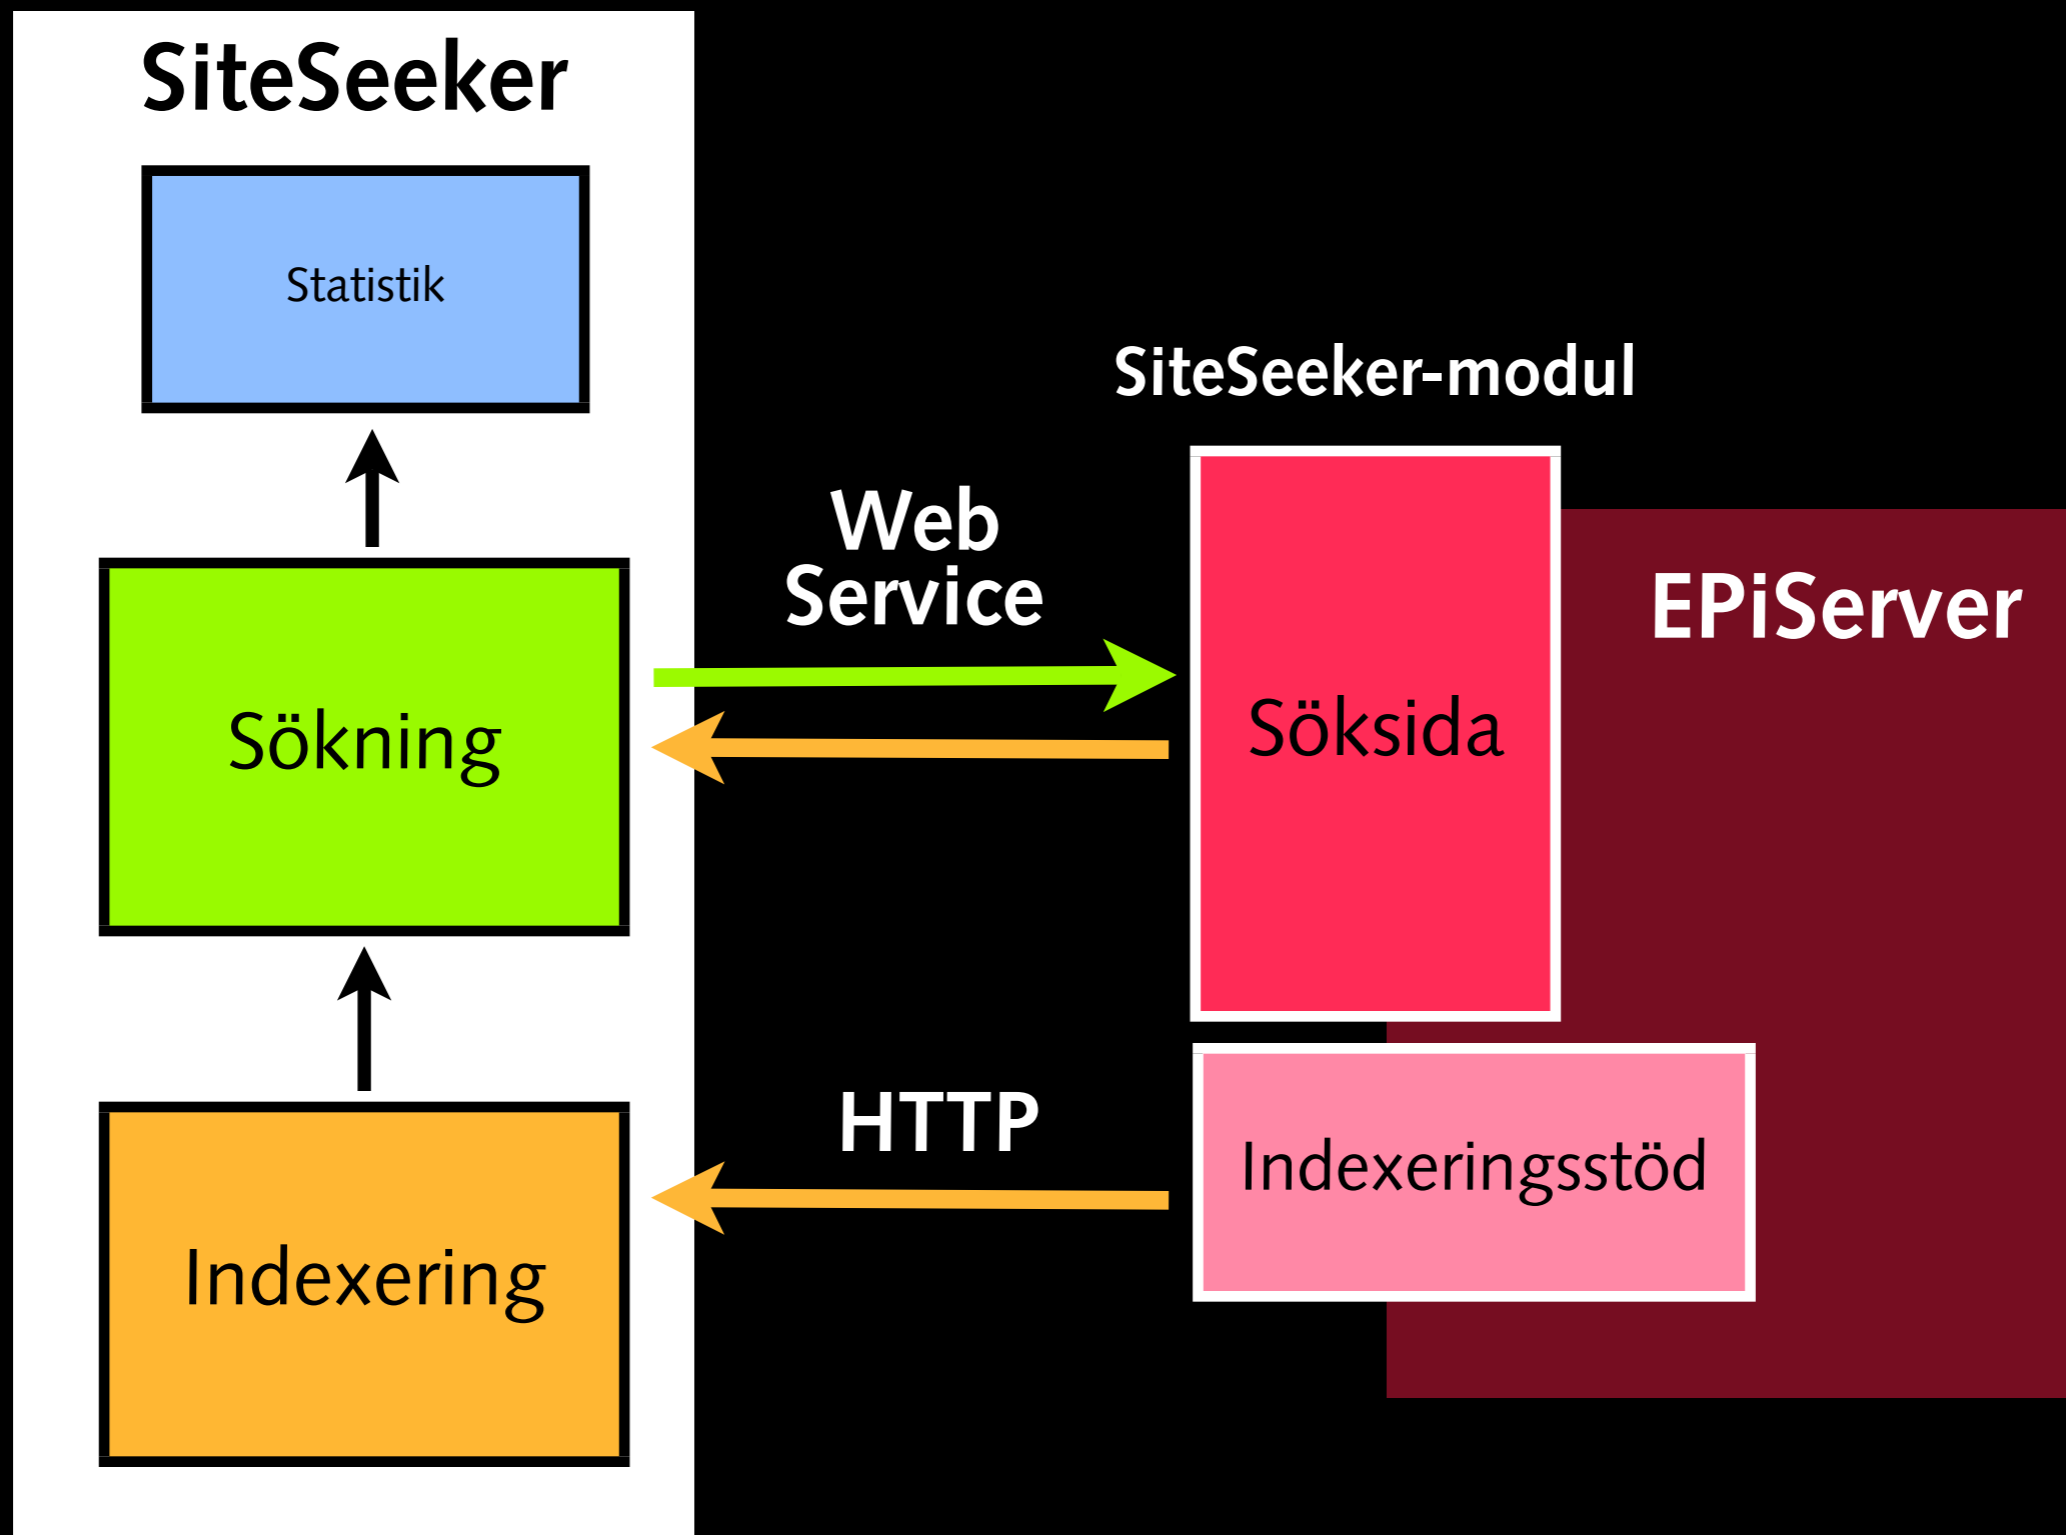 SiteSeeker
Statistik
Sökning
Indexering
Web
Service
HTTP
SiteSeeker-modul
Söksida
Indexeringsstöd
EPiServer